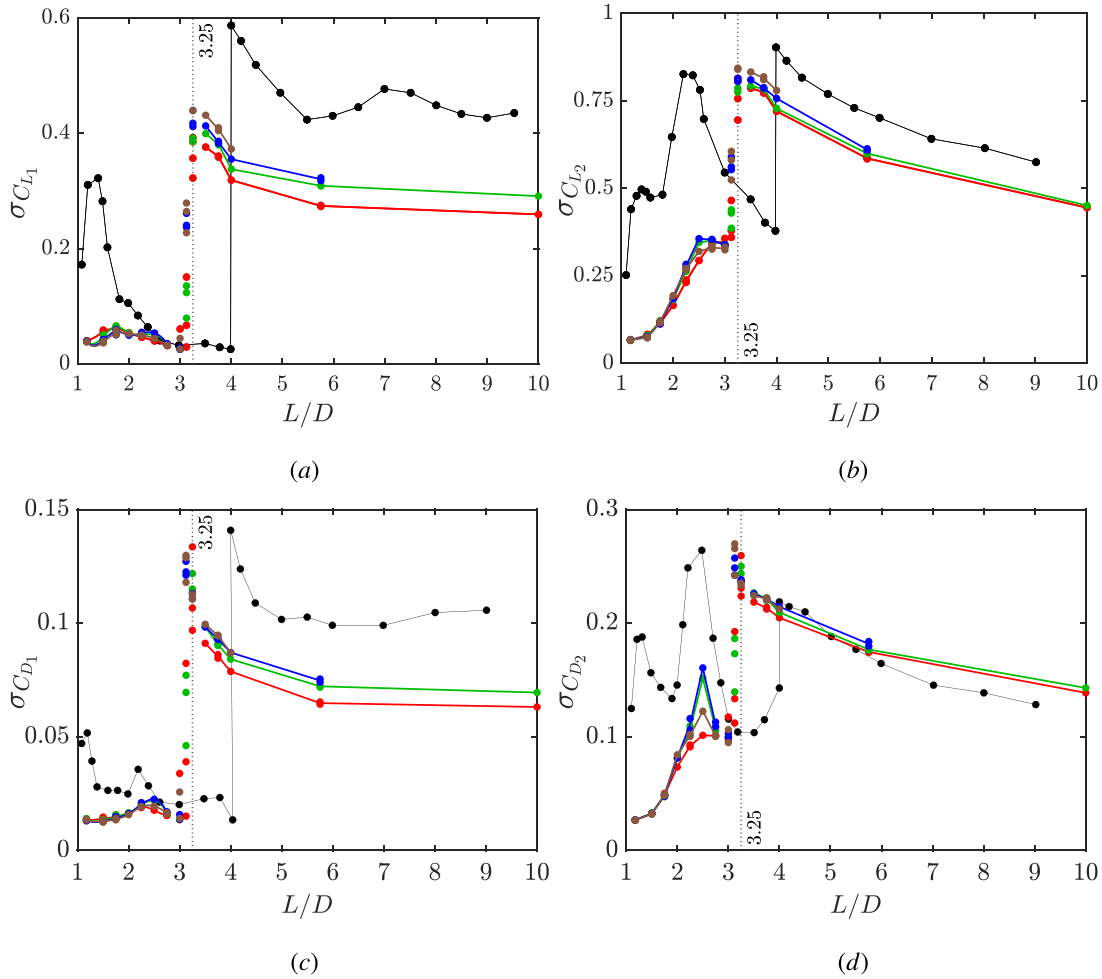 0.6
0.4
0.2
0
σ_{C_{L_1}}
3.25
1 2 3 4 5 6 7 8 9 10
L/D
(a)
1
0.75
0.5
0.25
0
σ_{C_{L_2}}
3.25
1 2 3 4 5 6 7 8 9 10
L/D
(b)
0.15
0.1
0.05
0
σ_{C_{D_1}}
3.25
1 2 3 4 5 6 7 8 9 10
L/D
(c)
0.3
0.2
0.1
0
σ_{C_{D_2}}
3.25
1 2 3 4 5 6 7 8 9 10
L/D
(d)